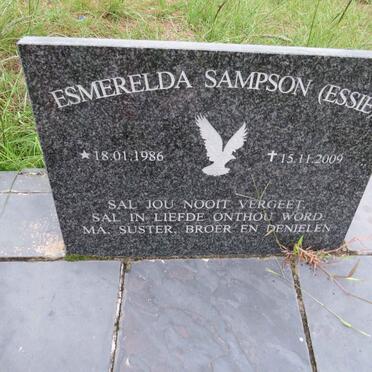 ESMERELDA SAMPSON (ESSIE)
★ 18.01.1986
✝ 15.11.2009
SAL JOU NOOIT VERGEET,
SAL IN LIEFDE ONTHOU WORD.
MA, SUSTER, BROER EN DENIELEN